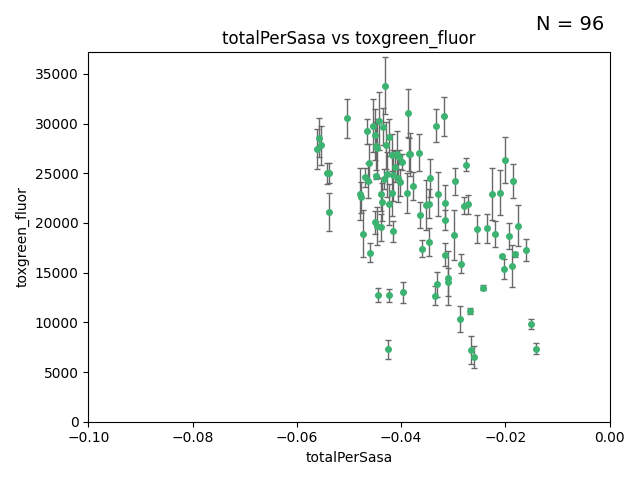 N = 96
totalPerSasa vs toxgreen_fluor
toxgreen_fluor
35000
30000
25000
20000
15000
10000
5000
0
−0.10 −0.08 −0.06 −0.04 −0.02 0.00
totalPerSasa